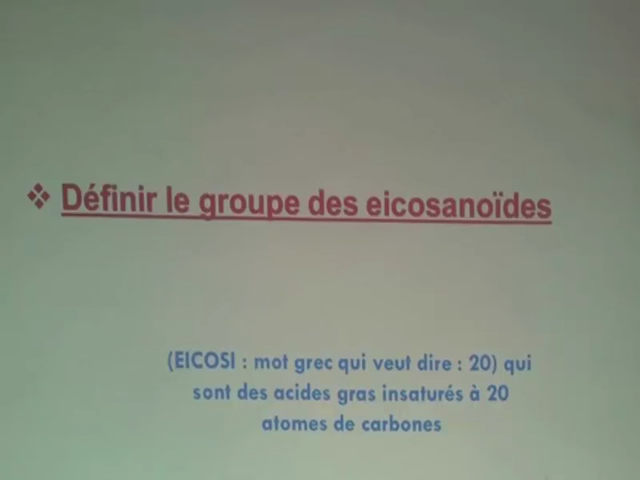 ❖ Définir le groupe des eicosanoïdes
(EICOSI : mot grec qui veut dire : 20) qui
sont des acides gras insaturés à 20
atomes de carbones